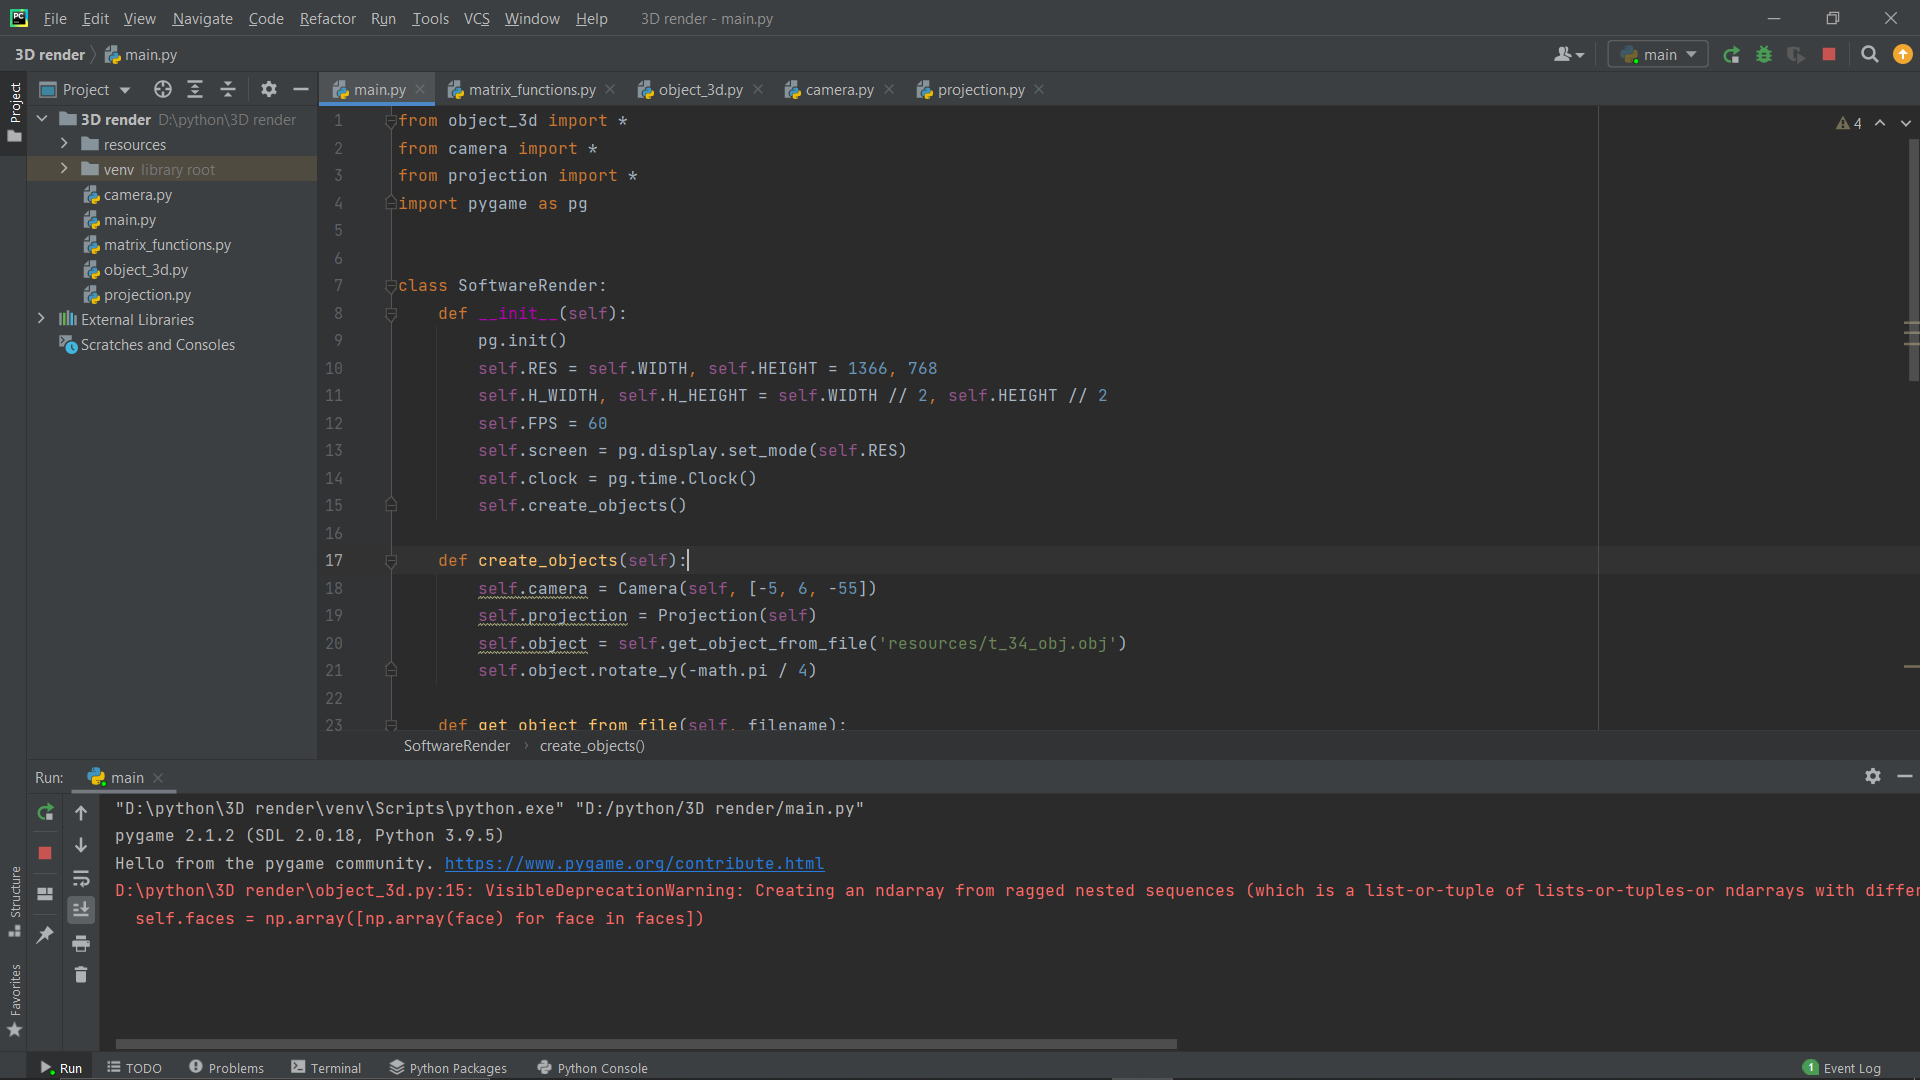 File Edit View Navigate Code Refactor Run Tools VCS Window Help 3D render - main.py
3D render main.py
main
Project
Project
main.py matrix_functions.py object_3d.py camera.py projection.py
3D render D:\python\3D render
resources
venv library root
camera.py
main.py
matrix_functions.py
object_3d.py
projection.py
External Libraries
Scratches and Consoles
4
1 from object_3d import *
2 from camera import *
3 from projection import *
4 import pygame as pg
5
6
7 class SoftwareRender:
8 def __init__(self):
9 pg.init()
10 self.RES = self.WIDTH, self.HEIGHT = 1366, 768
11 self.H_WIDTH, self.H_HEIGHT = self.WIDTH // 2, self.HEIGHT // 2
12 self.FPS = 60
13 self.screen = pg.display.set_mode(self.RES)
14 self.clock = pg.time.Clock()
15 self.create_objects()
16
17 def create_objects(self):
18 self.camera = Camera(self, [-5, 6, -55])
19 self.projection = Projection(self)
20 self.object = self.get_object_from_file('resources/t_34_obj.obj')
21 self.object.rotate_y(-math.pi / 4)
22
23 def get_object_from_file(self, filename):
SoftwareRender › create_objects()
Run: main
"D:\python\3D render\venv\Scripts\python.exe" "D:/python/3D render/main.py"
pygame 2.1.2 (SDL 2.0.18, Python 3.9.5)
Hello from the pygame community. https://www.pygame.org/contribute.html
D:\python\3D render\object_3d.py:15: VisibleDeprecationWarning: Creating an ndarray from ragged nested sequences (which is a list-or-tuple of lists-or-tuples-or ndarrays with differ
self.faces = np.array([np.array(face) for face in faces])
Structure
Favorites
Run TODO Problems Terminal Python Packages Python Console 1 Event Log